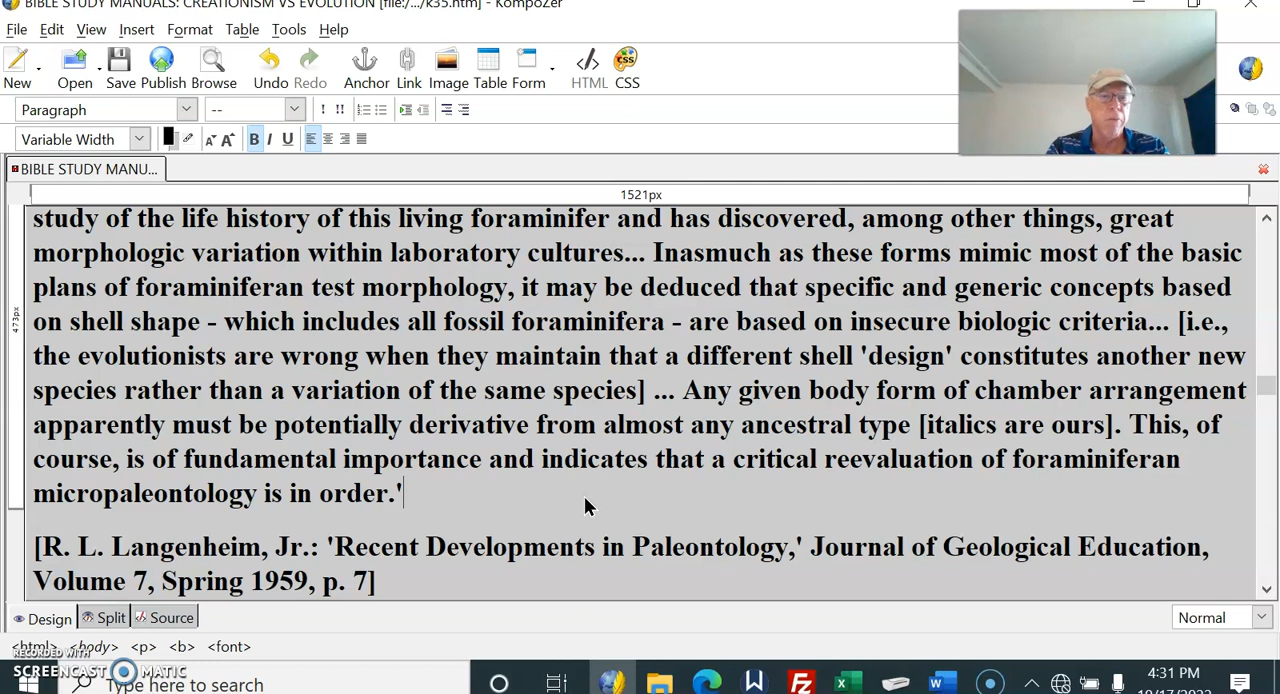 BIBLE STUDY MANUALS: CREATIONISM VS EVOLUTION [file:/.../k35.htm] - KompoZer
File Edit View Insert Format Table Tools Help
New Open Save Publish Browse Undo Redo Anchor Link Image Table Form HTML CSS
Paragraph -- ! !!
Variable Width A A B I U
BIBLE STUDY MANU...
1521px
473px
study of the life history of this living foraminifer and has discovered, among other things, great
morphologic variation within laboratory cultures... Inasmuch as these forms mimic most of the basic
plans of foraminiferan test morphology, it may be deduced that specific and generic concepts based
on shell shape - which includes all fossil foraminifera - are based on insecure biologic criteria... [i.e.,
the evolutionists are wrong when they maintain that a different shell 'design' constitutes another new
species rather than a variation of the same species] ... Any given body form of chamber arrangement
apparently must be potentially derivative from almost any ancestral type [italics are ours]. This, of
course, is of fundamental importance and indicates that a critical reevaluation of foraminiferan
micropaleontology is in order.'
[R. L. Langenheim, Jr.: 'Recent Developments in Paleontology,' Journal of Geological Education,
Volume 7, Spring 1959, p. 7]
Design Split Source Normal
<html> <body> <p> <b> <font>
RECORDED WITH
SCREENCAST MATIC
Type here to search
4:31 PM